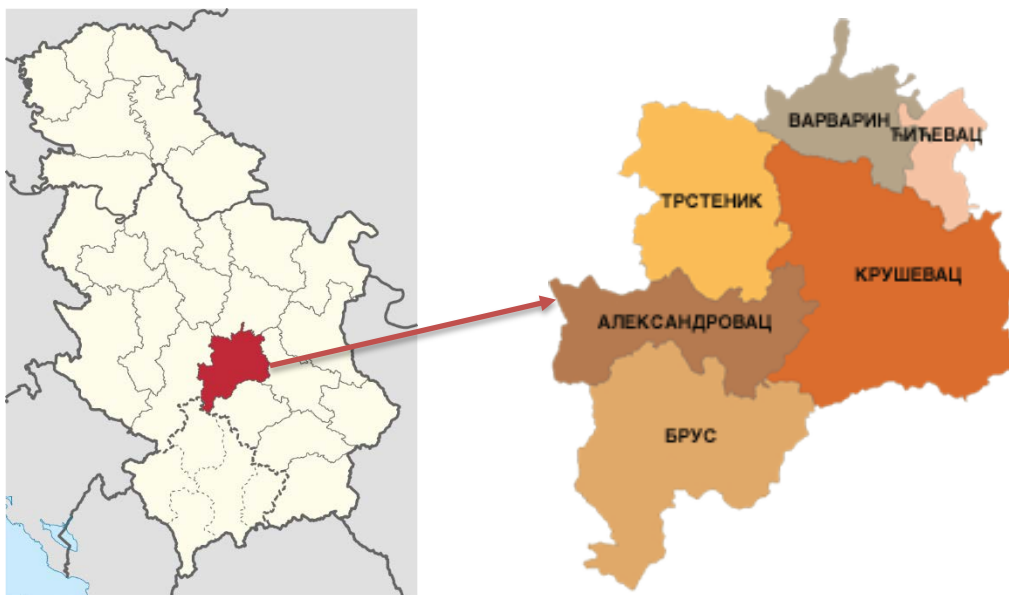 ВАРВАРИН
ЋИЋЕВАЦ
ТРСТЕНИК
КРУШЕВАЦ
АЛЕКСАНДРОВАЦ
БРУС